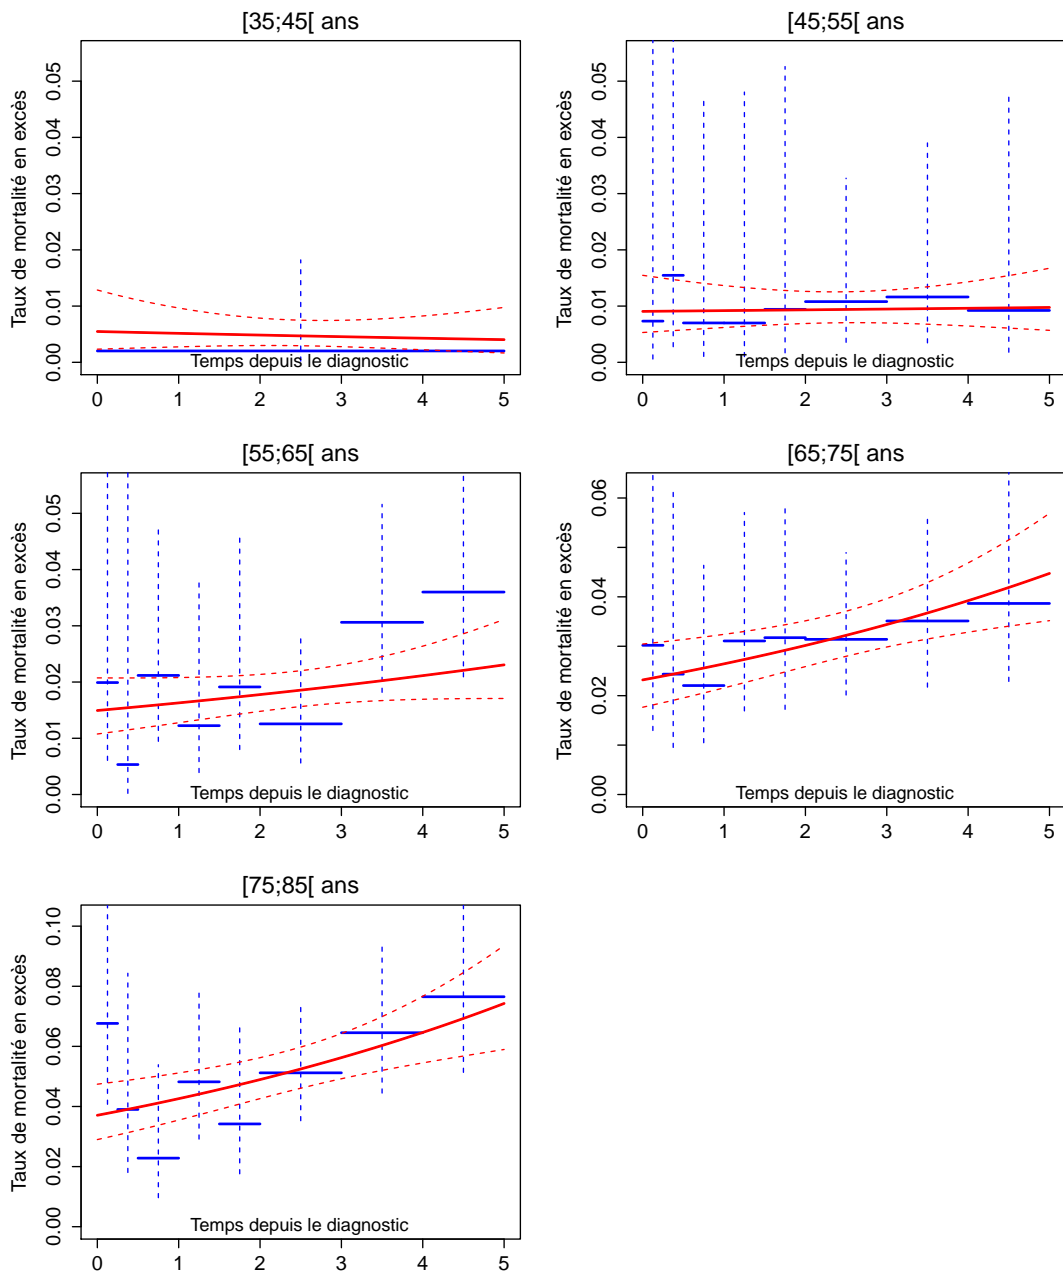 [35;45[ ans
Taux de mortalité en excès
0.00 0.01 0.02 0.03 0.04 0.05
Temps depuis le diagnostic
0 1 2 3 4 5
[45;55[ ans
Taux de mortalité en excès
0.00 0.01 0.02 0.03 0.04 0.05
Temps depuis le diagnostic
0 1 2 3 4 5
[55;65[ ans
Taux de mortalité en excès
0.00 0.01 0.02 0.03 0.04 0.05
Temps depuis le diagnostic
0 1 2 3 4 5
[65;75[ ans
Taux de mortalité en excès
0.00 0.02 0.04 0.06
Temps depuis le diagnostic
0 1 2 3 4 5
[75;85[ ans
Taux de mortalité en excès
0.00 0.02 0.04 0.06 0.08 0.10
Temps depuis le diagnostic
0 1 2 3 4 5